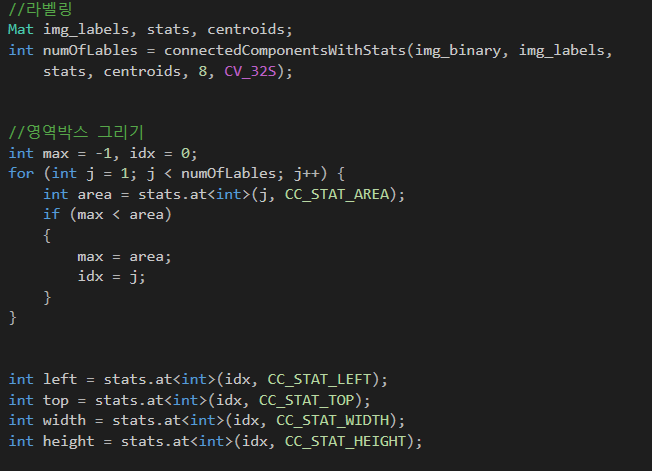 //라벨링
Mat img_labels, stats, centroids;
int numOfLables = connectedComponentsWithStats(img_binary, img_labels,
    stats, centroids, 8, CV_32S);
//영역박스 그리기
int max = -1, idx = 0;
for (int j = 1; j < numOfLables; j++) {
    int area = stats.at<int>(j, CC_STAT_AREA);
    if (max < area)
    {
        max = area;
        idx = j;
    }
}
int left = stats.at<int>(idx, CC_STAT_LEFT);
int top = stats.at<int>(idx, CC_STAT_TOP);
int width = stats.at<int>(idx, CC_STAT_WIDTH);
int height = stats.at<int>(idx, CC_STAT_HEIGHT);